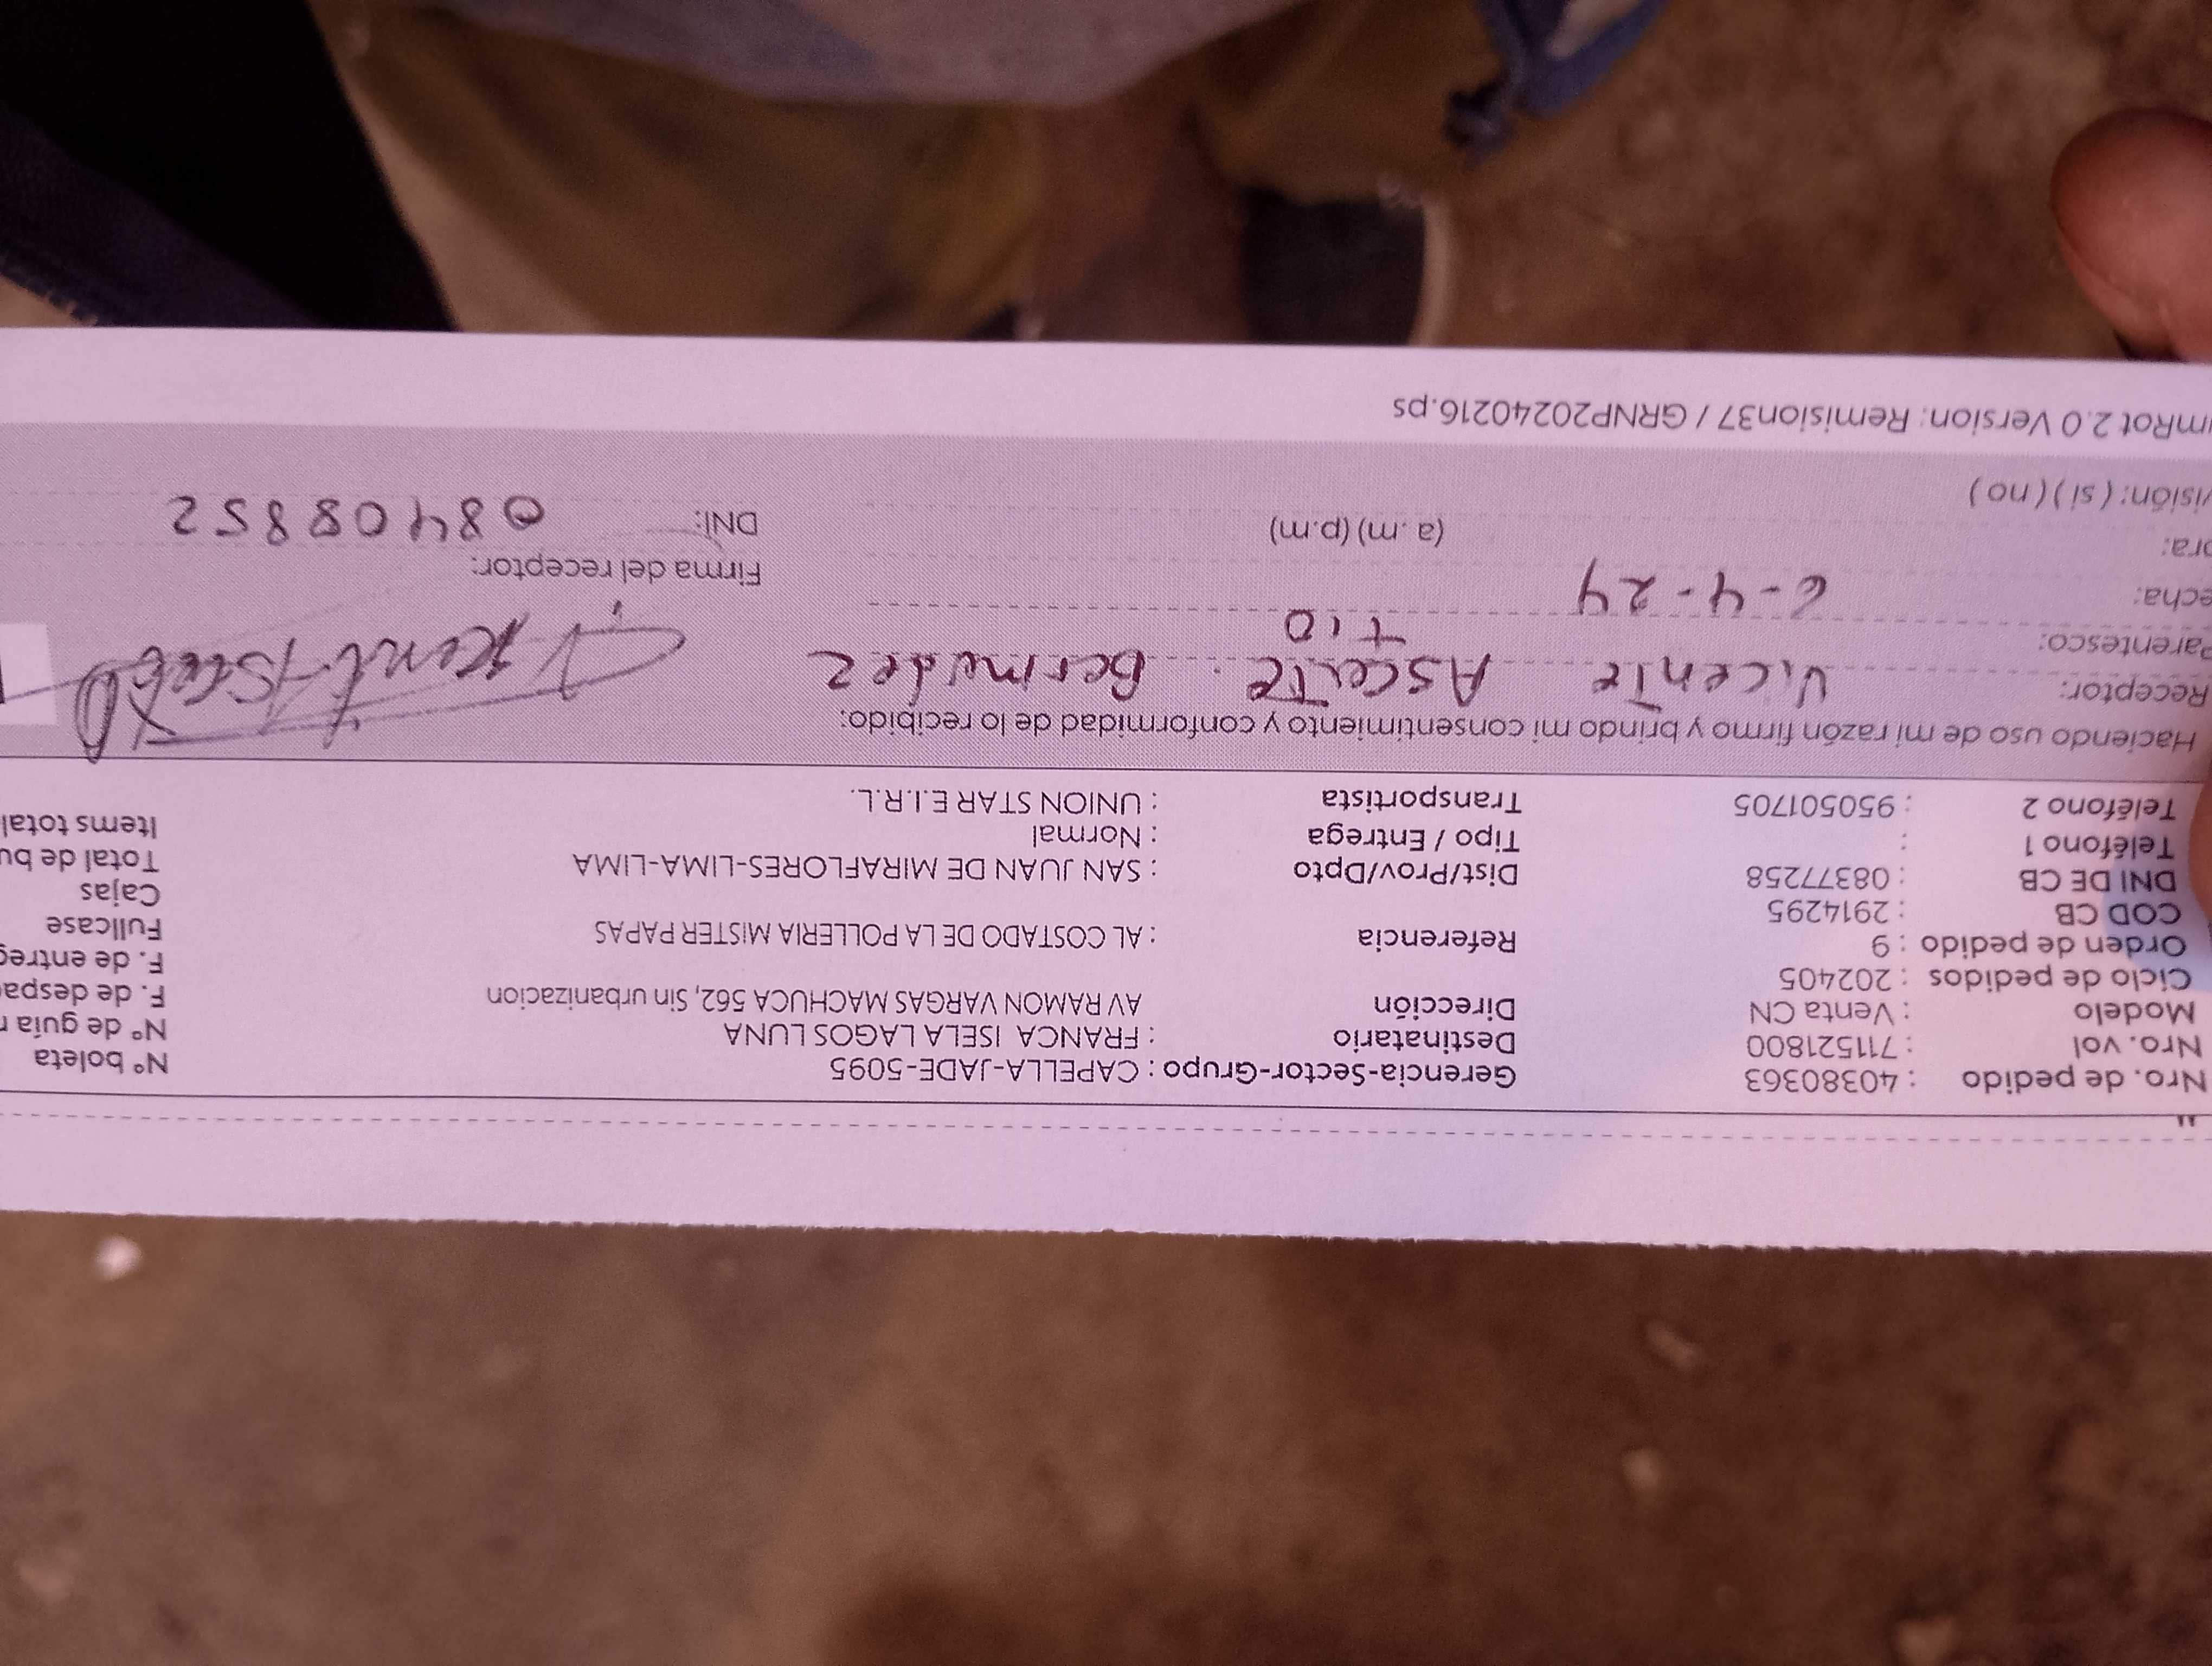 Nro. de pedido : 40380363 Gerencia-Sector-Grupo : CAPELLA-JADE-5095 Nº boleta
Nro. vol : 711521800 Destinatario : FRANCA ISELA LAGOS LUNA Nº de guía
Modelo : Venta CN Dirección AV RAMON VARGAS MACHUCA 562, Sin urbanizacion F. de despa
Ciclo de pedidos : 202405 F. de entreg
Orden de pedido : 9 Referencia : AL COSTADO DE LA POLLERIA MISTER PAPAS Fullcase
COD CB : 2914295 Cajas
DNI DE CB : 08377258 Dist/Prov/Dpto : SAN JUAN DE MIRAFLORES-LIMA-LIMA Total de bu
Teléfono 1 : Tipo / Entrega : Normal Items total
Teléfono 2 : 950501705 Transportista : UNION STAR E.I.R.L.
Haciendo uso de mi razón firmo y brindo mi consentimiento y conformidad de lo recibido:
Receptor: Vicente Ascate Bermudez
Parentesco: tio
echa: 6-4-24 Firma del receptor:
ora: (a.m) (p.m) DNI: 08408852
isión: (si) (no)
mRot 2.0 Version: Remision37 / GRNP20240216.ps